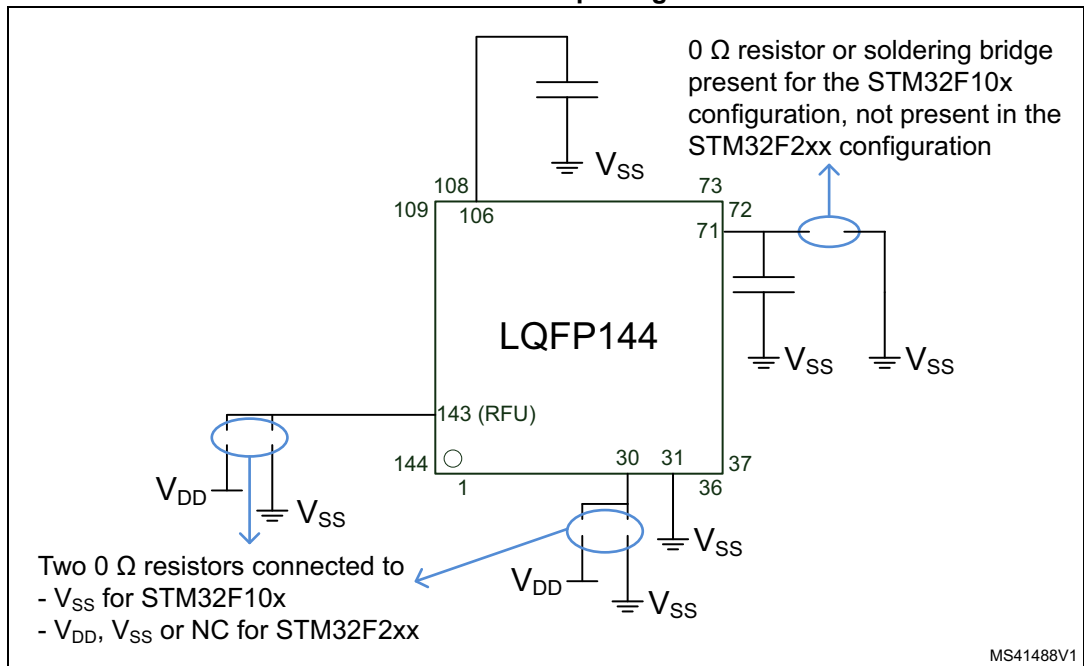 0 Ω resistor or soldering bridge
present for the STM32F10x
configuration, not present in the
STM32F2xx configuration
VSS
108
73
109
106
72
71
LQFP144
VSS
VSS
143 (RFU)
144
30
31
37
1
36
VDD
VSS
VSS
VDD
VSS
Two 0 Ω resistors connected to
- VSS for STM32F10x
- VDD, VSS or NC for STM32F2xx
MS41488V1